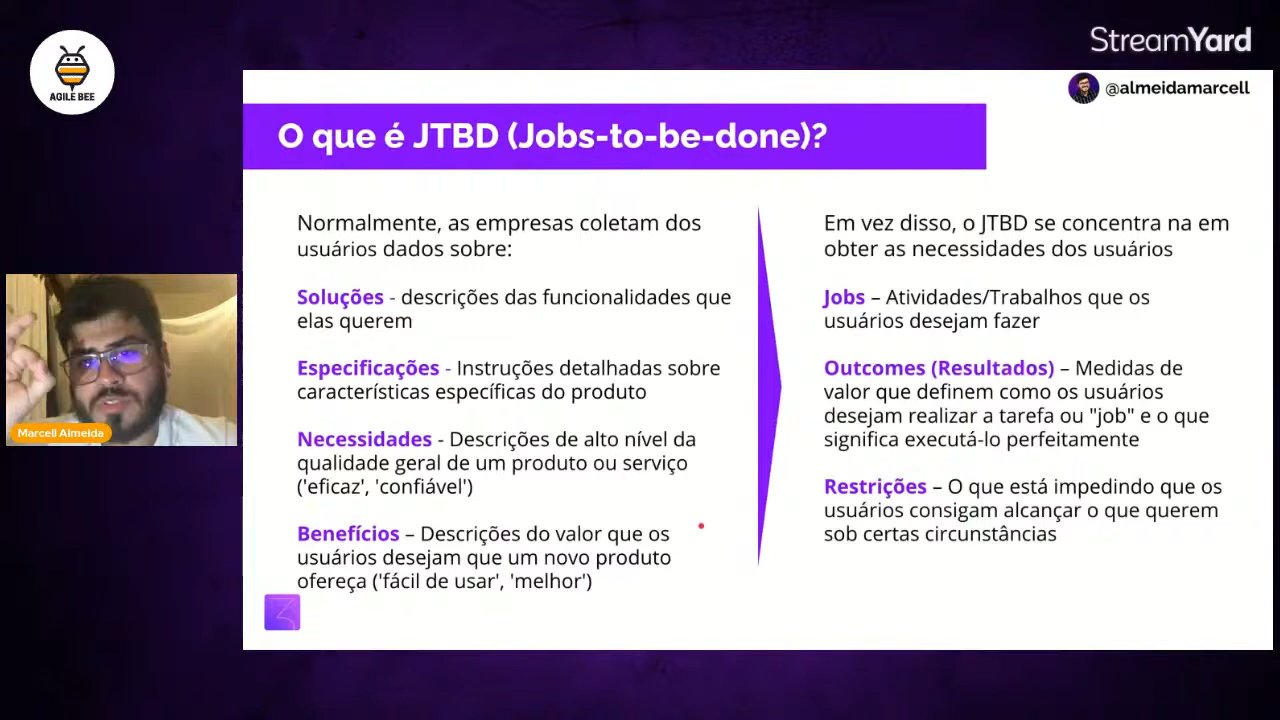 AGILE BEE
StreamYard
@almeidamarcell
O que é JTBD (Jobs-to-be-done)?
Normalmente, as empresas coletam dos
usuários dados sobre:
Soluções - descrições das funcionalidades que
elas querem
Especificações - Instruções detalhadas sobre
características específicas do produto
Necessidades - Descrições de alto nível da
qualidade geral de um produto ou serviço
('eficaz', 'confiável')
Benefícios – Descrições do valor que os
usuários desejam que um novo produto
ofereça ('fácil de usar', 'melhor')
Em vez disso, o JTBD se concentra na em
obter as necessidades dos usuários
Jobs – Atividades/Trabalhos que os
usuários desejam fazer
Outcomes (Resultados) – Medidas de
valor que definem como os usuários
desejam realizar a tarefa ou "job" e o que
significa executá-lo perfeitamente
Restrições – O que está impedindo que os
usuários consigam alcançar o que querem
sob certas circunstâncias
Marcell Almeida